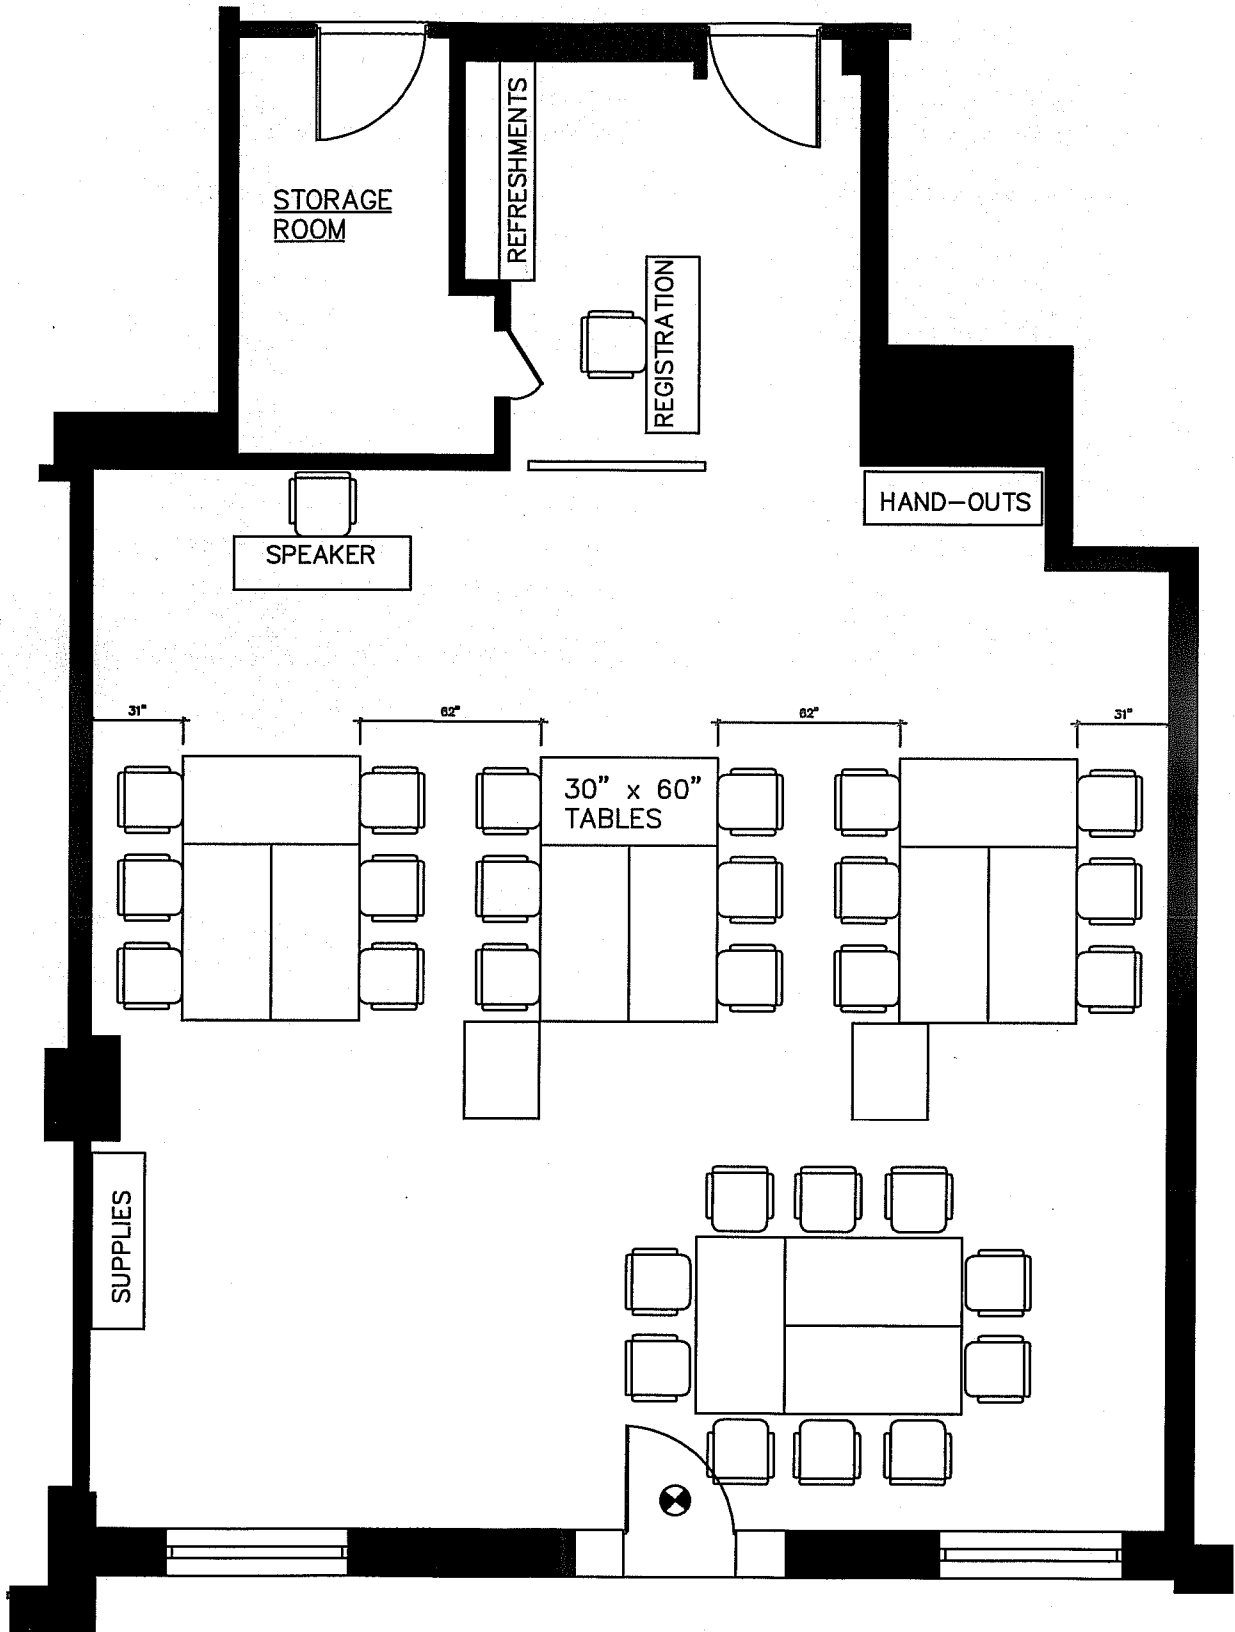 REFRESHMENTS
STORAGE
ROOM
REGISTRATION
HAND-OUTS
SPEAKER
31"
62"
62"
31"
30" x 60"
TABLES
SUPPLIES